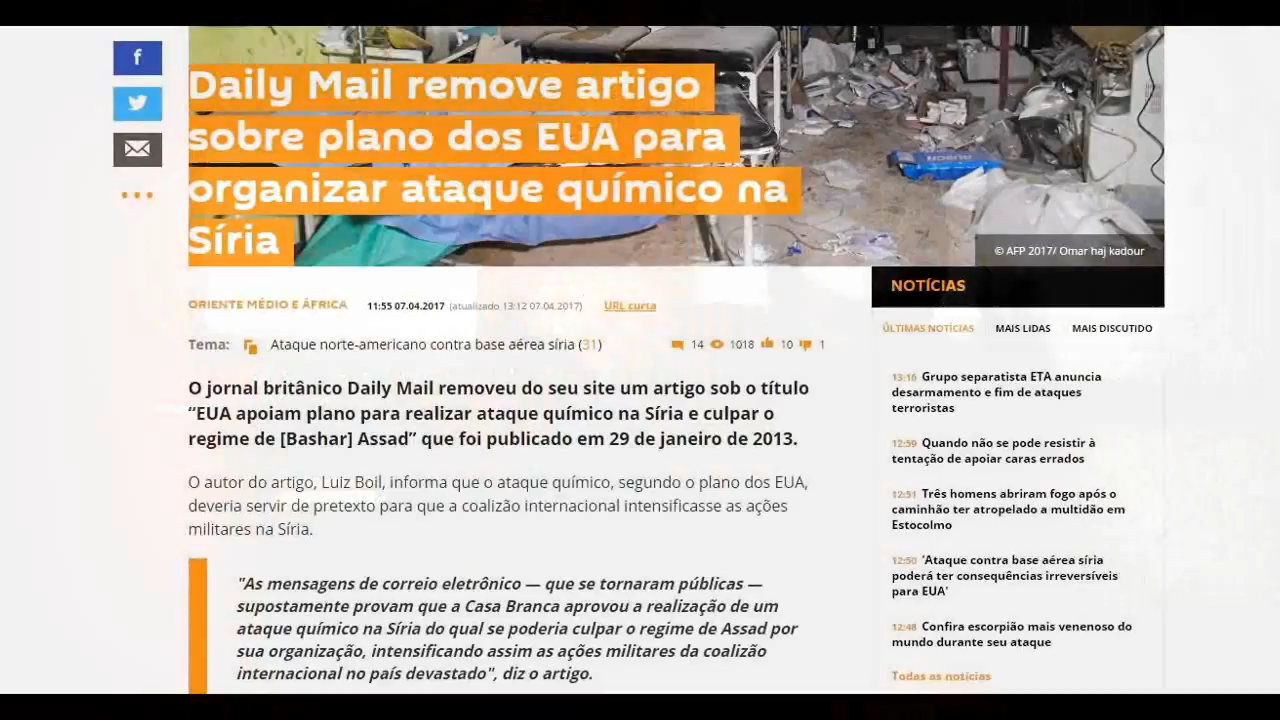 Daily Mail remove artigo
sobre plano dos EUA para
organizar ataque químico na
Síria
© AFP 2017/ Omar haj kadour
ORIENTE MÉDIO E ÁFRICA 11:55 07.04.2017 (atualizado 13:12 07.04.2017) URL curta
Tema: Ataque norte-americano contra base aérea síria (31) 14 1018 10 1
O jornal britânico Daily Mail removeu do seu site um artigo sob o título
“EUA apoiam plano para realizar ataque químico na Síria e culpar o
regime de [Bashar] Assad” que foi publicado em 29 de janeiro de 2013.
O autor do artigo, Luiz Boil, informa que o ataque químico, segundo o plano dos EUA,
deveria servir de pretexto para que a coalizão internacional intensificasse as ações
militares na Síria.
"As mensagens de correio eletrônico — que se tornaram públicas —
supostamente provam que a Casa Branca aprovou a realização de um
ataque químico na Síria do qual se poderia culpar o regime de Assad por
sua organização, intensificando assim as ações militares da coalizão
internacional no país devastado", diz o artigo.
NOTÍCIAS
ÚLTIMAS NOTÍCIAS MAIS LIDAS MAIS DISCUTIDO
13:16 Grupo separatista ETA anuncia
desarmamento e fim de ataques
terroristas
12:59 Quando não se pode resistir à
tentação de apoiar caras errados
12:51 Três homens abriram fogo após o
caminhão ter atropelado a multidão em
Estocolmo
12:50 'Ataque contra base aérea síria
poderá ter consequências irreversíveis
para EUA'
12:48 Confira escorpião mais venenoso do
mundo durante seu ataque
Todas as notícias